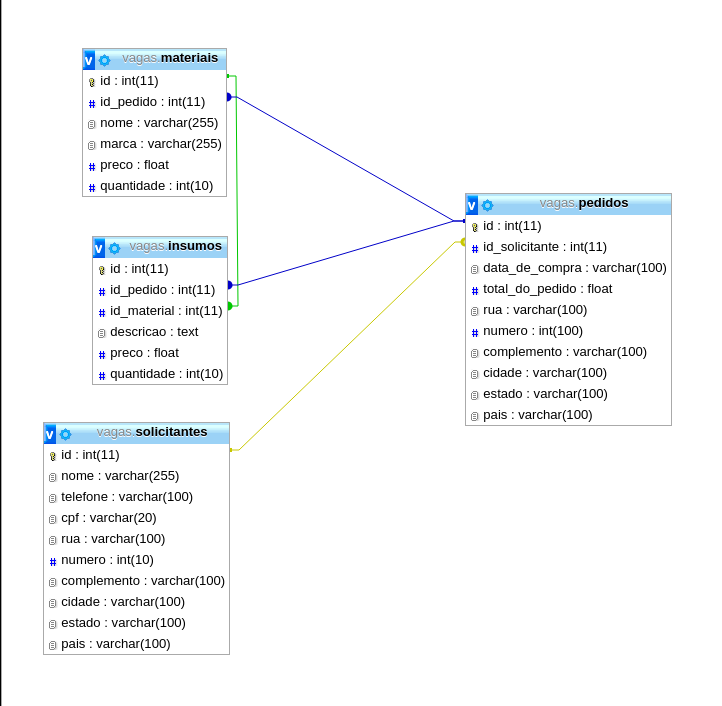 vagas.materiais
id : int(11)
id_pedido : int(11)
nome : varchar(255)
marca : varchar(255)
preco : float
quantidade : int(10)
vagas.insumos
id : int(11)
id_pedido : int(11)
id_material : int(11)
descricao : text
preco : float
quantidade : int(10)
vagas.solicitantes
id : int(11)
nome : varchar(255)
telefone : varchar(100)
cpf : varchar(20)
rua : varchar(100)
numero : int(10)
complemento : varchar(100)
cidade : varchar(100)
estado : varchar(100)
pais : varchar(100)
vagas.pedidos
id : int(11)
id_solicitante : int(11)
data_de_compra : varchar(100)
total_do_pedido : float
rua : varchar(100)
numero : int(100)
complemento : varchar(100)
cidade : varchar(100)
estado : varchar(100)
pais : varchar(100)